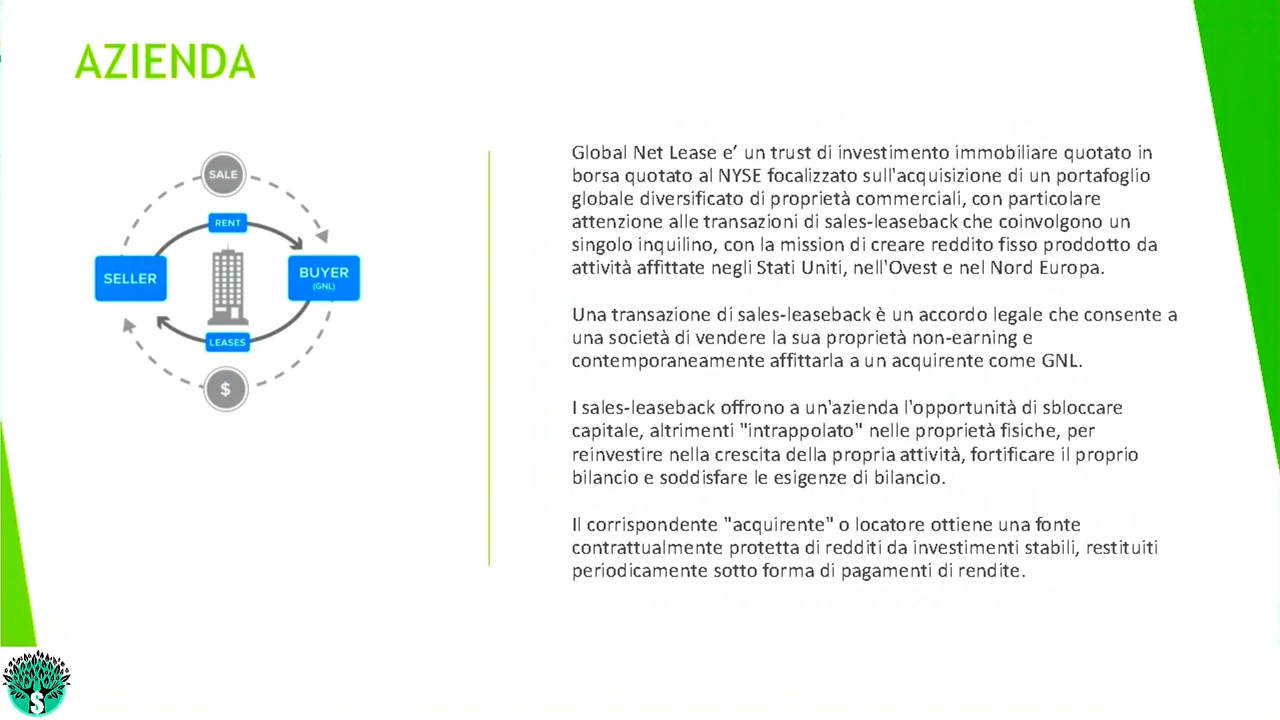 AZIENDA
SALE
RENT
SELLER
BUYER
(GNL)
LEASES
$
Global Net Lease e’ un trust di investimento immobiliare quotato in
borsa quotato al NYSE focalizzato sull'acquisizione di un portafoglio
globale diversificato di proprietà commerciali, con particolare
attenzione alle transazioni di sales-leaseback che coinvolgono un
singolo inquilino, con la mission di creare reddito fisso proddotto da
attività affittate negli Stati Uniti, nell'Ovest e nel Nord Europa.
Una transazione di sales-leaseback è un accordo legale che consente a
una società di vendere la sua proprietà non-earning e
contemporaneamente affittarla a un acquirente come GNL.
I sales-leaseback offrono a un'azienda l'opportunità di sbloccare
capitale, altrimenti "intrappolato" nelle proprietà fisiche, per
reinvestire nella crescita della propria attività, fortificare il proprio
bilancio e soddisfare le esigenze di bilancio.
Il corrispondente "acquirente" o locatore ottiene una fonte
contrattualmente protetta di redditi da investimenti stabili, restituiti
periodicamente sotto forma di pagamenti di rendite.
$